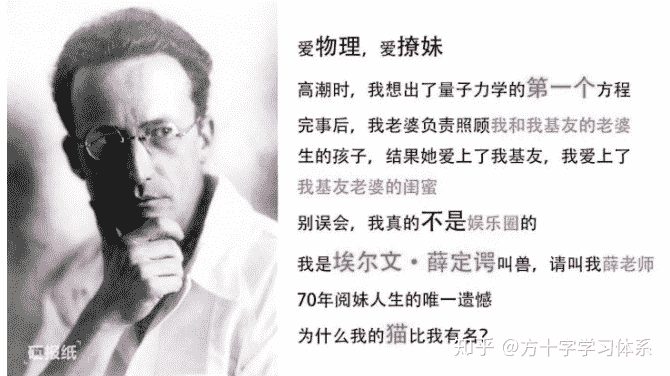 爱物理，爱撩妹
高潮时，我想出了量子力学的第一个方程
完事后，我老婆负责照顾我和我基友的老婆
生的孩子，结果她爱上了我基友，我爱上了
我基友老婆的闺蜜
别误会，我真的不是娱乐圈的
我是埃尔文·薛定谔叫兽，请叫我薛老师
70年阅妹人生的唯一遗憾
为什么我的猫比我有名？
知乎 @方十字学习体系
矿报纸